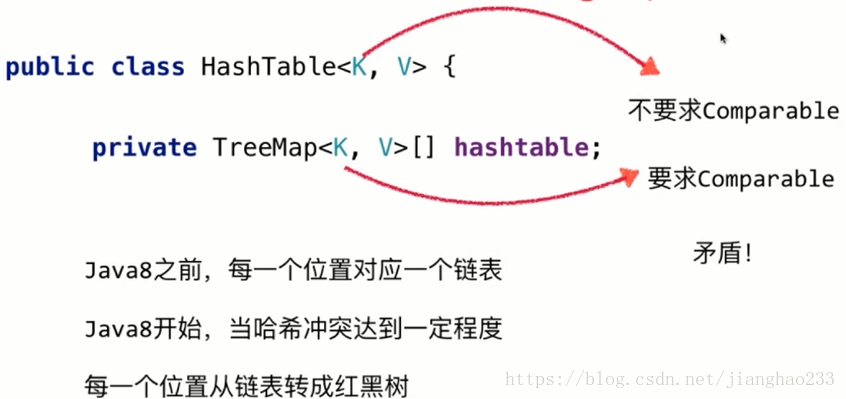 public class HashTable<K, V> {
不要求Comparable
private TreeMap<K, V>[] hashtable;
要求Comparable
矛盾！
Java8之前，每一个位置对应一个链表
Java8开始，当哈希冲突达到一定程度
每一个位置从链表转成红黑树
https://blog.csdn.net/jianghao233